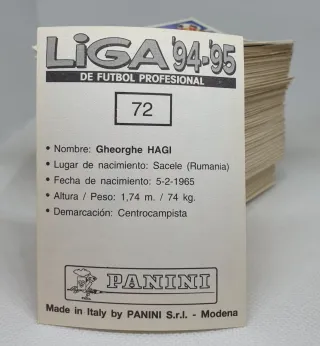 LiGA '94-'95
DE FUTBOL PROFESIONAL
72
• Nombre: Gheorghe HAGI
• Lugar de nacimiento: Sacele (Rumania)
• Fecha de nacimiento: 5-2-1965
• Altura / Peso: 1,74 m. / 74 kg.
• Demarcación: Centrocampista
PANINI
Made in Italy by PANINI S.r.l. - Modena